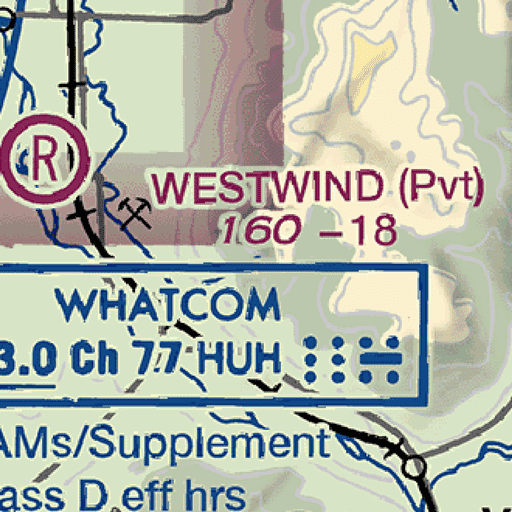 R
WESTWIND (Pvt)
160 – 18
WHATCOM
3.0 Ch 77 HUH
AMs/Supplement
ass D eff hrs